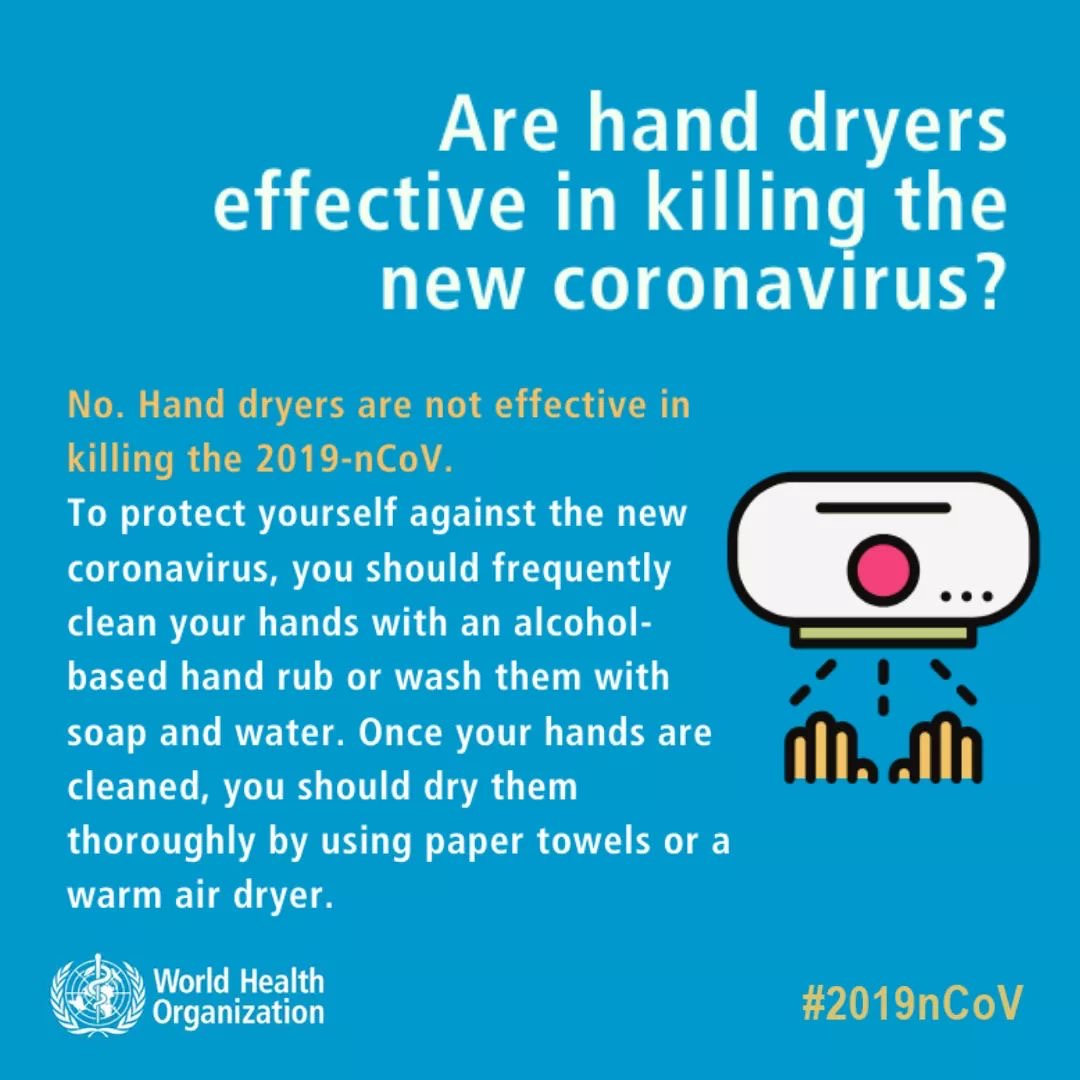 Are hand dryers
effective in killing the
new coronavirus?
No. Hand dryers are not effective in
killing the 2019-nCoV.
To protect yourself against the new
coronavirus, you should frequently
clean your hands with an alcohol-
based hand rub or wash them with
soap and water. Once your hands are
cleaned, you should dry them
thoroughly by using paper towels or a
warm air dryer.
World Health
Organization
#2019nCoV